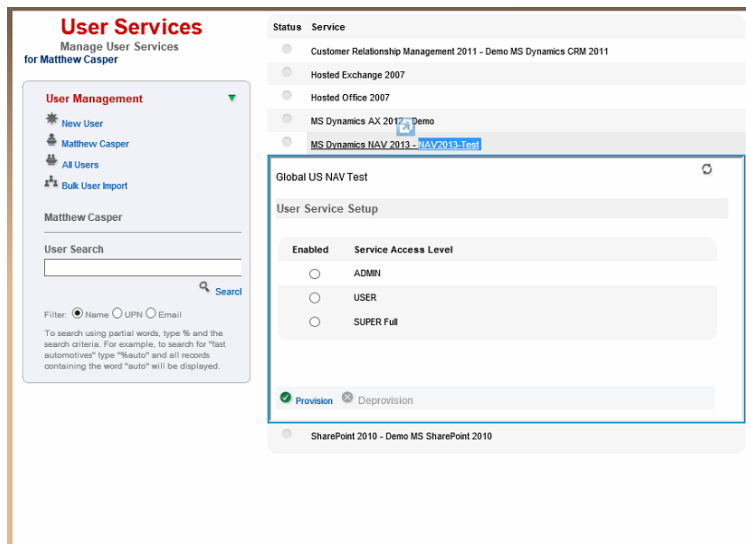 User Services
Manage User Services
for Matthew Casper
User Management
New User
Matthew Casper
All Users
Bulk User Import
Matthew Casper
User Search
Search
Filter: Name UPN Email
To search using partial words, type % and the
search criteria. For example, to search for "fast
automotives" type "%auto" and all records
containing the word "auto" will be displayed.
Status Service
Customer Relationship Management 2011 - Demo MS Dynamics CRM 2011
Hosted Exchange 2007
Hosted Office 2007
MS Dynamics AX 2012 - Demo
MS Dynamics NAV 2013 - NAV2013-Test
Global US NAV Test
User Service Setup
Enabled Service Access Level
ADMIN
USER
SUPER Full
Provision Deprovision
SharePoint 2010 - Demo MS SharePoint 2010